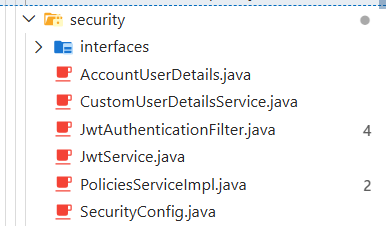 security
interfaces
AccountUserDetails.java
CustomUserDetailsService.java
JwtAuthenticationFilter.java 4
JwtService.java
PoliciesServiceImpl.java 2
SecurityConfig.java